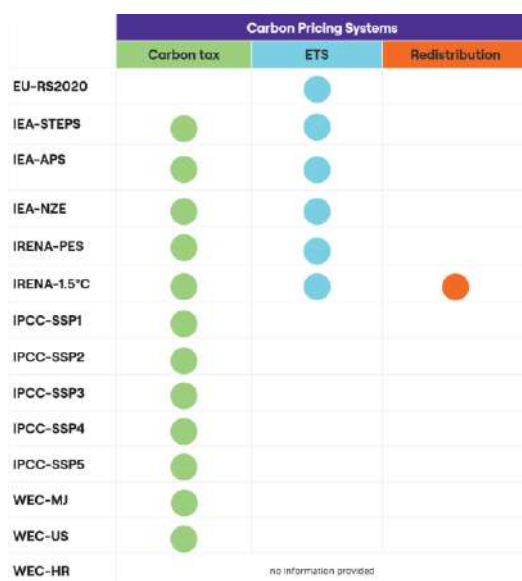 Carbon Pricing Systems
Carbon tax ETS Redistribution
EU-RS2020
IEA-STEPS
IEA-APS
IEA-NZE
IRENA-PES
IRENA-1.5°C
IPCC-SSP1
IPCC-SSP2
IPCC-SSP3
IPCC-SSP4
IPCC-SSP5
WEC-MJ
WEC-US
WEC-HR no information provided